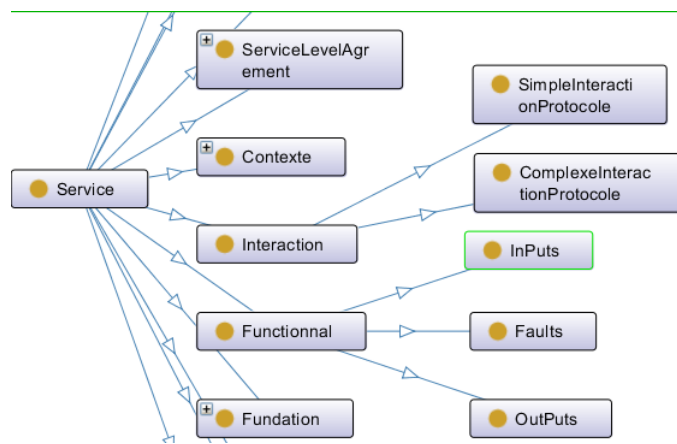 ServiceLevelAgr
ement
SimpleInteracti
onProtocole
Contexte
ComplexeInterac
tionProtocole
Service
Interaction
InPuts
Functionnal
Faults
Fundation
OutPuts